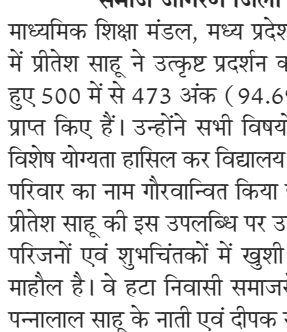 समाज जागरण जिला
माध्यमिक शिक्षा मंडल, मध्य प्रदेश
में प्रीतेश साहू ने उत्कृष्ट प्रदर्शन क
हुए 500 में से 473 अंक (94.6%
प्राप्त किए हैं। उन्होंने सभी विषयो
विशेष योग्यता हासिल कर विद्यालय
परिवार का नाम गौरवान्वित किया
प्रीतेश साहू की इस उपलब्धि पर उ
परिजनों एवं शुभचिंतकों में खुशी
माहौल है। वे हटा निवासी समाजसे
पन्नालाल साहू के नाती एवं दीपक